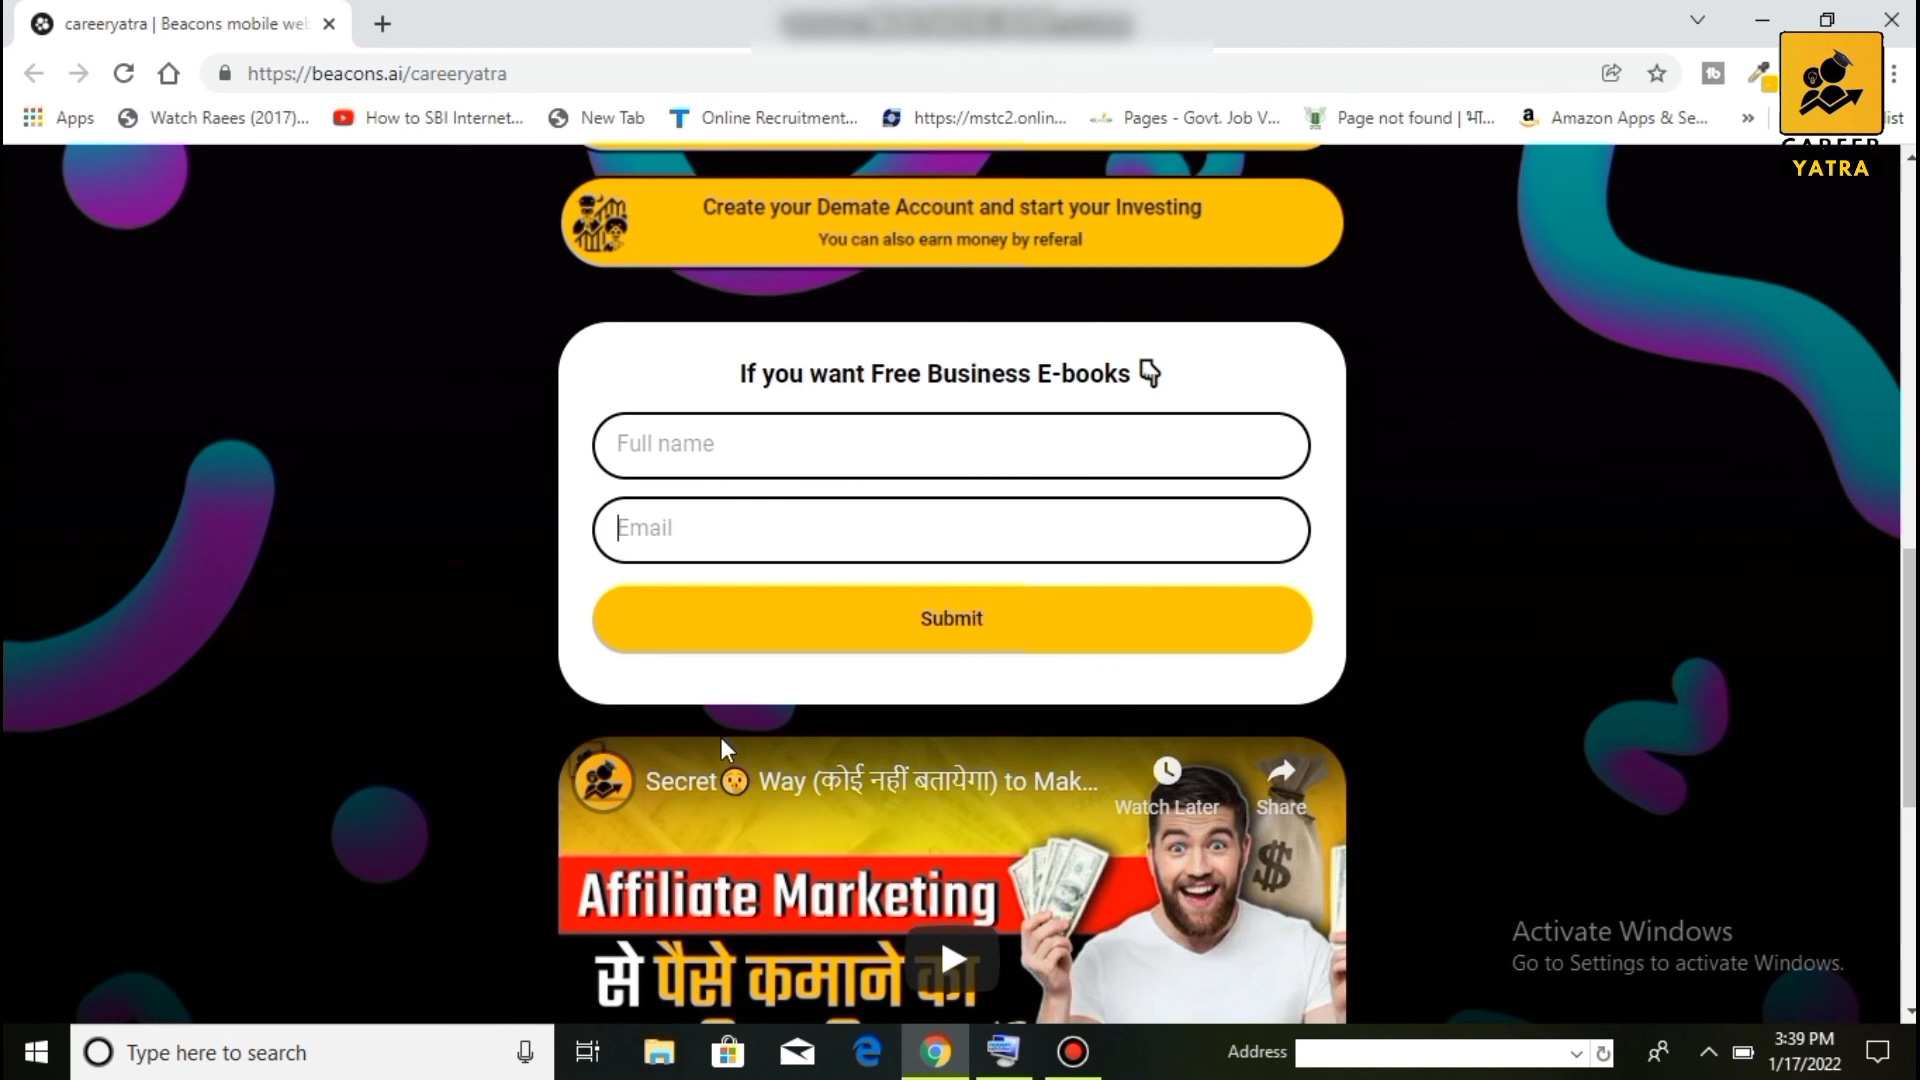 careeryatra | Beacons mobile web
https://beacons.ai/careeryatra
Apps
Watch Raees (2017)...
How to SBI Internet...
New Tab
Online Recruitment...
https://mstc2.onlin...
Pages - Govt. Job V...
Page not found | भा...
Amazon Apps & Se...
»
list
CAREER
YATRA
Create your Demate Account and start your Investing
You can also earn money by referal
If you want Free Business E-books
Full name
Email
Submit
Secret Way (कोई नहीं बतायेगा) to Mak...
Watch Later
Share
Affiliate Marketing
से पैसे कमाने का
Activate Windows
Go to Settings to activate Windows.
Type here to search
Address
3:39 PM
1/17/2022